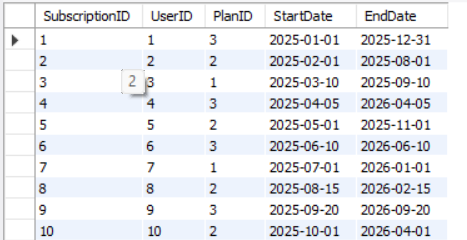 SubscriptionID UserID PlanID StartDate EndDate
1 1 3 2025-01-01 2025-12-31
2 2 2 2025-02-01 2025-08-01
3 2 3 1 2025-03-10 2025-09-10
4 4 3 2025-04-05 2026-04-05
5 5 2 2025-05-01 2025-11-01
6 6 3 2025-06-10 2026-06-10
7 7 1 2025-07-01 2026-01-01
8 8 2 2025-08-15 2026-02-15
9 9 3 2025-09-20 2026-09-20
10 10 2 2025-10-01 2026-04-01